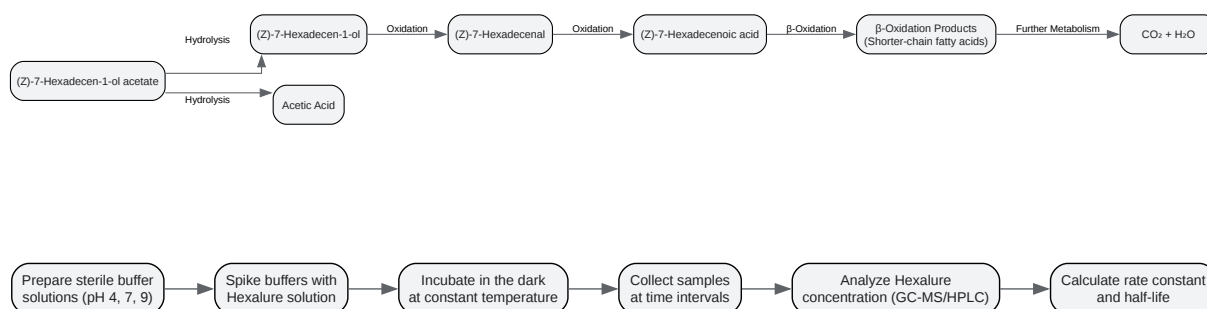 (Z)-7-Hexadecen-1-ol acetate
Hydrolysis
(Z)-7-Hexadecen-1-ol
Oxidation
(Z)-7-Hexadecenal
Oxidation
(Z)-7-Hexadecenoic acid
β-Oxidation
β-Oxidation Products
(Shorter-chain fatty acids)
Further Metabolism
CO₂ + H₂O
Hydrolysis
Acetic Acid
Prepare sterile buffer
solutions (pH 4, 7, 9)
Spike buffers with
Hexalure solution
Incubate in the dark
at constant temperature
Collect samples
at time intervals
Analyze Hexalure
concentration (GC-MS/HPLC)
Calculate rate constant
and half-life